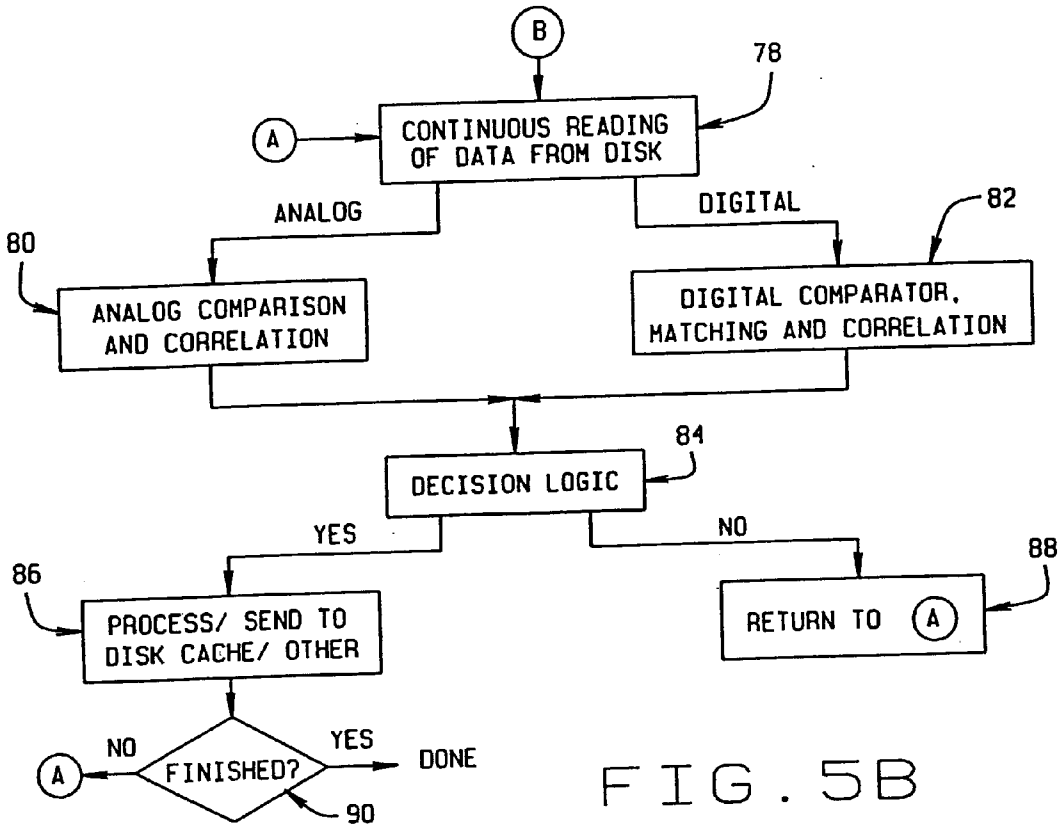 B
78
A
CONTINUOUS READING
OF DATA FROM DISK
ANALOG
DIGITAL
82
80
ANALOG COMPARISON
AND CORRELATION
DIGITAL COMPARATOR,
MATCHING AND CORRELATION
84
DECISION LOGIC
YES
NO
86
88
PROCESS/ SEND TO
DISK CACHE/ OTHER
RETURN TO A
NO
YES
A
FINISHED?
DONE
90
FIG. 5B